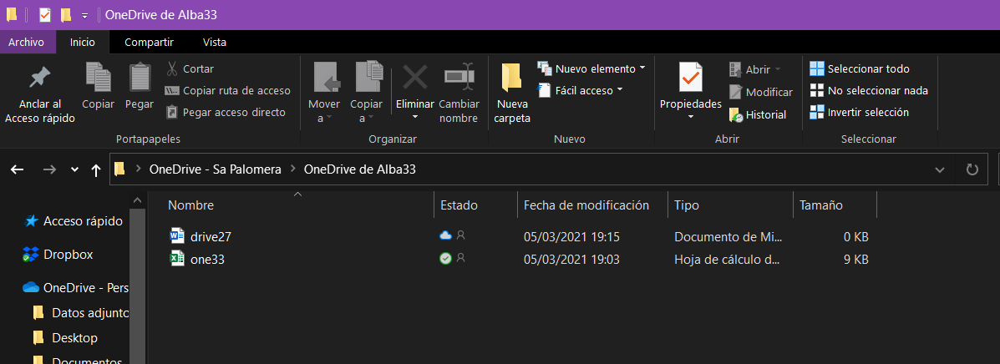 OneDrive de Alba33
Archivo Inicio Compartir Vista
Anclar al Acceso rápido
Copiar
Pegar
Cortar
Copiar ruta de acceso
Pegar acceso directo
Portapapeles
Mover a
Copiar a
Eliminar
Cambiar nombre
Organizar
Nueva carpeta
Nuevo elemento
Fácil acceso
Nuevo
Propiedades
Abrir
Modificar
Historial
Abrir
Seleccionar todo
No seleccionar nada
Invertir selección
Seleccionar
OneDrive - Sa Palomera OneDrive de Alba33
Acceso rápido
Dropbox
OneDrive - Pers
Datos adjunto
Desktop
Documentos
Nombre Estado Fecha de modificación Tipo Tamaño
drive27 05/03/2021 19:15 Documento de Mi... 0 KB
one33 05/03/2021 19:03 Hoja de cálculo d... 9 KB